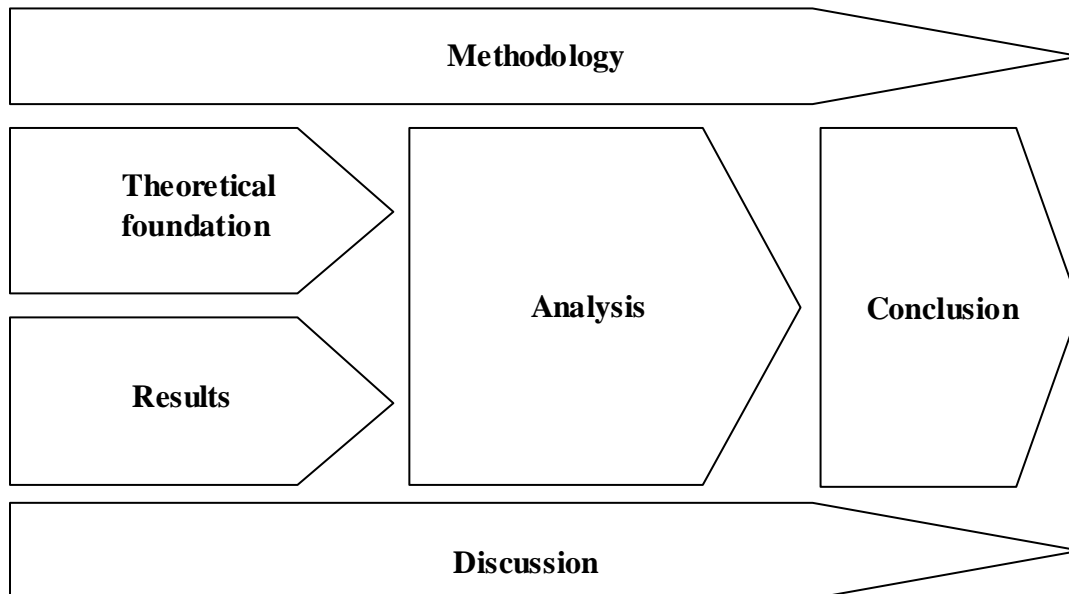 Methodology
Theoretical
foundation
Results
Analysis
Conclusion
Discussion